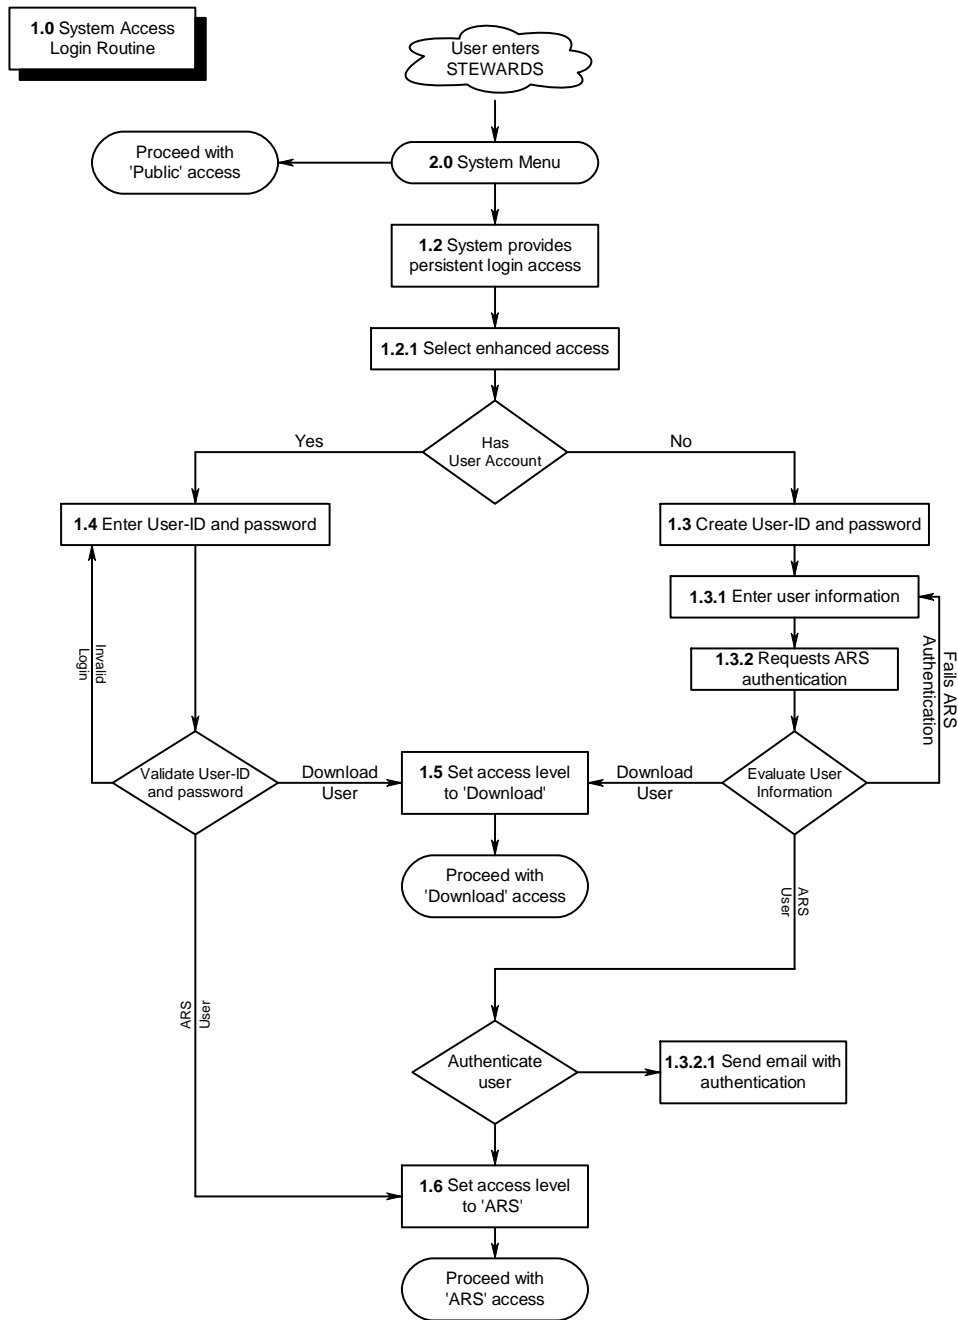 1.0 System Access
Login Routine
User enters
STEWARDS
Proceed with
'Public' access
2.0 System Menu
1.2 System provides
persistent login access
1.2.1 Select enhanced access
Has
User Account
Yes
No
1.4 Enter User-ID and password
1.3 Create User-ID and password
1.3.1 Enter user information
1.3.2 Requests ARS
authentication
Invalid
Login
Fails ARS
Authentication
Validate User-ID
and password
Download
User
1.5 Set access level
to 'Download'
Download
User
Evaluate User
Information
Proceed with
'Download' access
ARS
User
ARS
User
Authenticate
user
1.3.2.1 Send email with
authentication
1.6 Set access level
to 'ARS'
Proceed with
'ARS' access